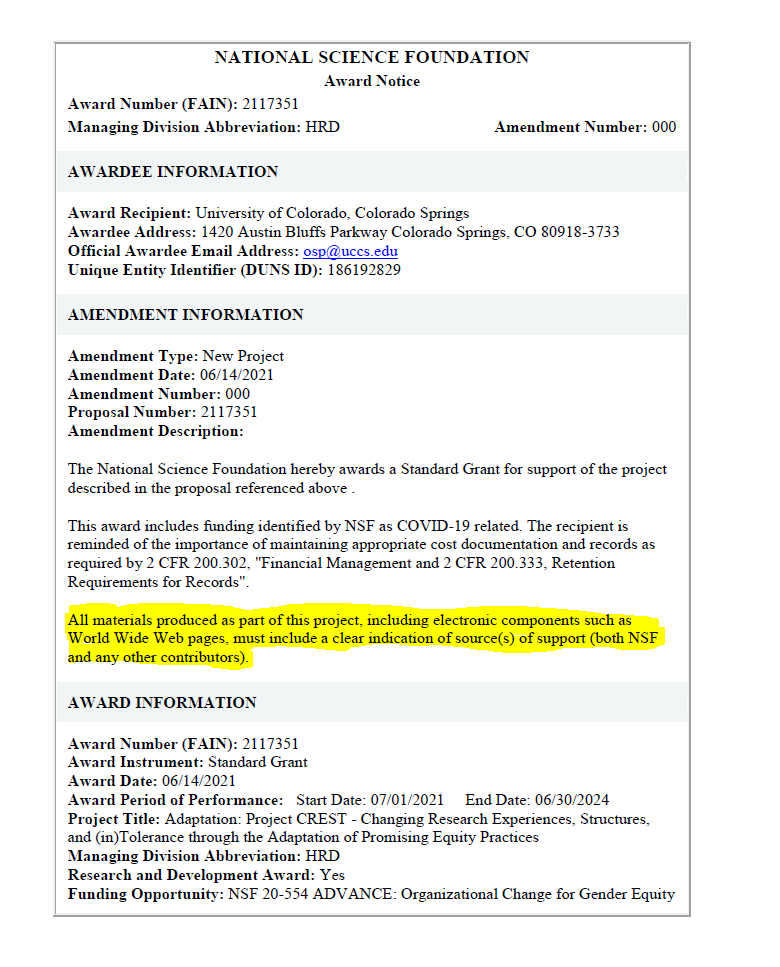 NATIONAL SCIENCE FOUNDATION
Award Notice
Award Number (FAIN): 2117351
Managing Division Abbreviation: HRD Amendment Number: 000
AWARDEE INFORMATION
Award Recipient: University of Colorado, Colorado Springs
Awardee Address: 1420 Austin Bluffs Parkway Colorado Springs, CO 80918-3733
Official Awardee Email Address: osp@uccs.edu
Unique Entity Identifier (DUNS ID): 186192829
AMENDMENT INFORMATION
Amendment Type: New Project
Amendment Date: 06/14/2021
Amendment Number: 000
Proposal Number: 2117351
Amendment Description:
The National Science Foundation hereby awards a Standard Grant for support of the project
described in the proposal referenced above .
This award includes funding identified by NSF as COVID-19 related. The recipient is
reminded of the importance of maintaining appropriate cost documentation and records as
required by 2 CFR 200.302, "Financial Management and 2 CFR 200.333, Retention
Requirements for Records".
All materials produced as part of this project, including electronic components such as
World Wide Web pages, must include a clear indication of source(s) of support (both NSF
and any other contributors).
AWARD INFORMATION
Award Number (FAIN): 2117351
Award Instrument: Standard Grant
Award Date: 06/14/2021
Award Period of Performance: Start Date: 07/01/2021 End Date: 06/30/2024
Project Title: Adaptation: Project CREST - Changing Research Experiences, Structures,
and (in)Tolerance through the Adaptation of Promising Equity Practices
Managing Division Abbreviation: HRD
Research and Development Award: Yes
Funding Opportunity: NSF 20-554 ADVANCE: Organizational Change for Gender Equity